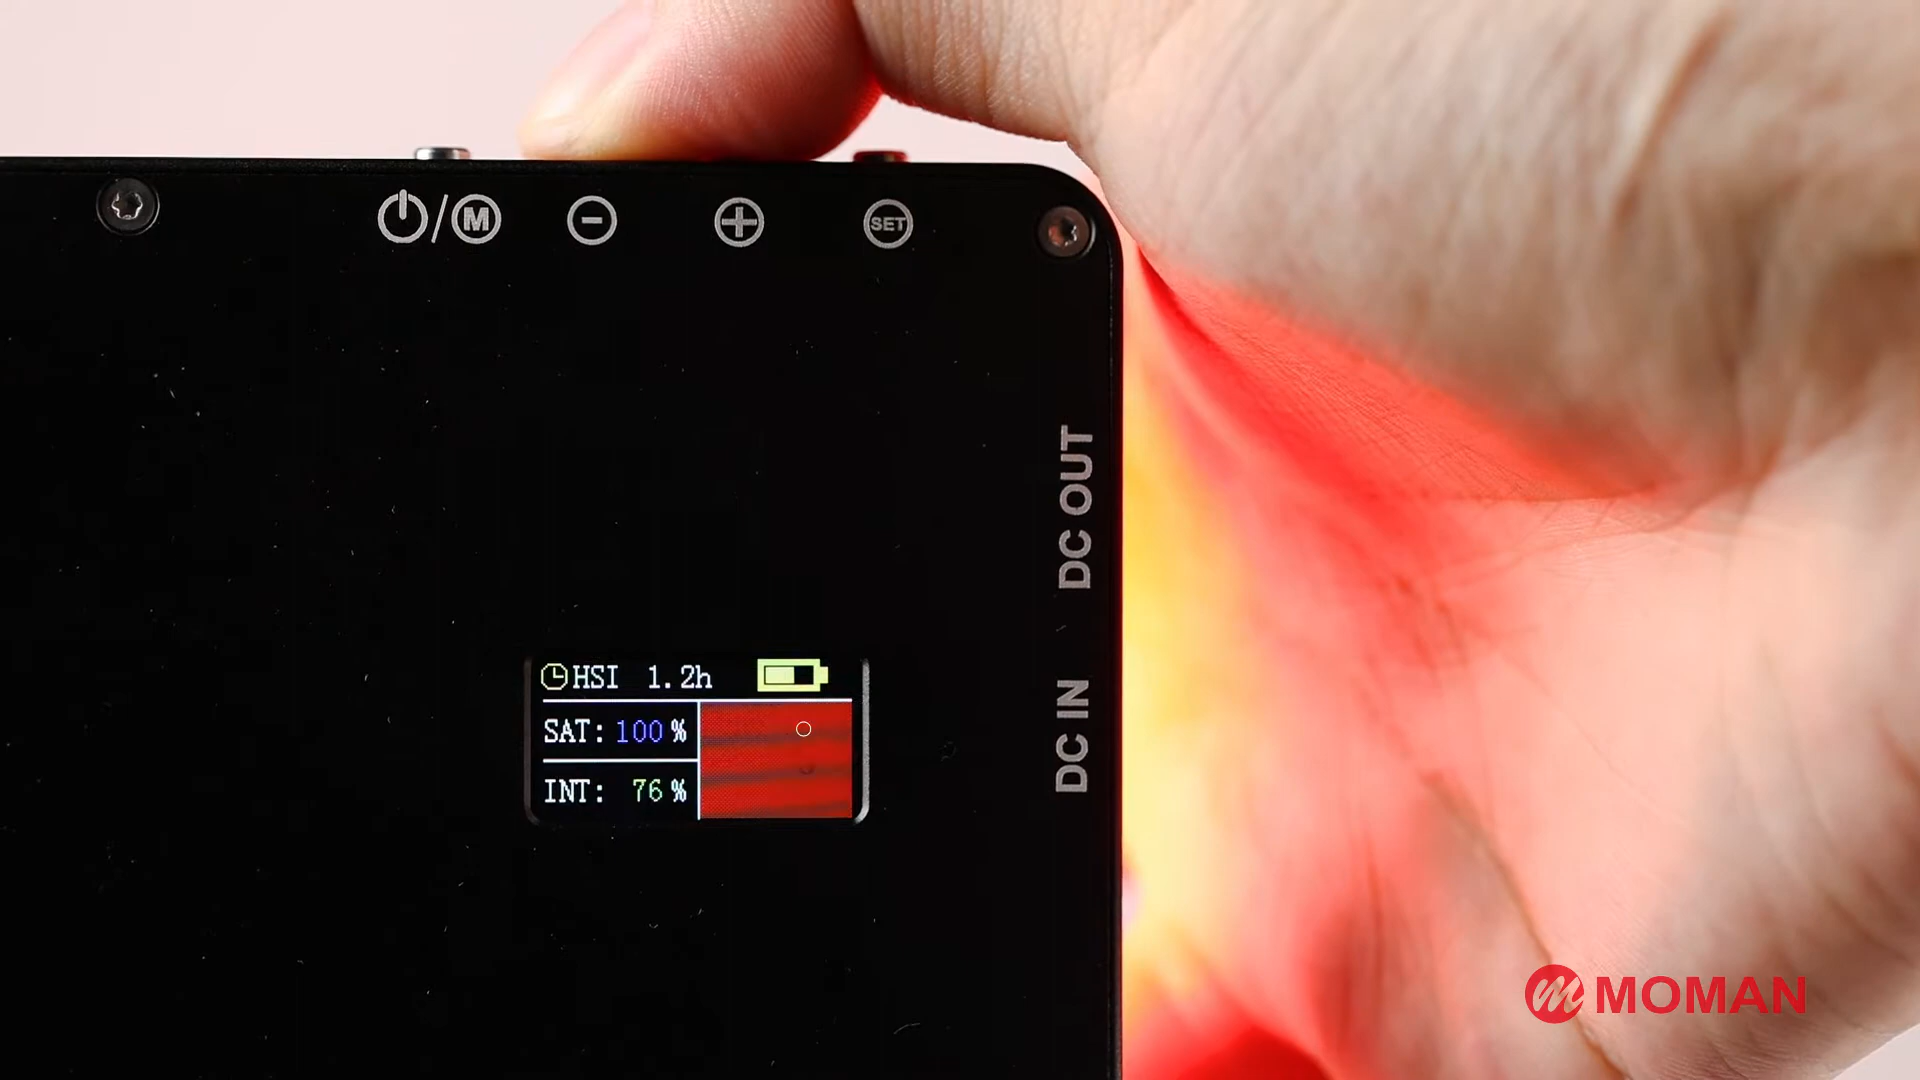 M
SET
DC OUT
DC IN
HSI 1.2h
SAT: 100 %
INT: 76 %
MOMAN